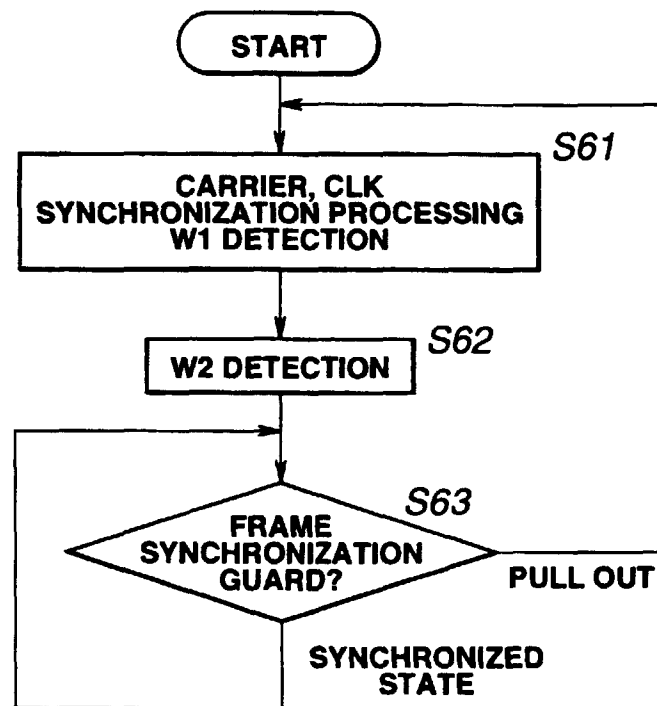 START
S61
CARRIER, CLK
SYNCHRONIZATION PROCESSING
W1 DETECTION
S62
W2 DETECTION
S63
FRAME
SYNCHRONIZATION
GUARD?
PULL OUT
SYNCHRONIZED
STATE